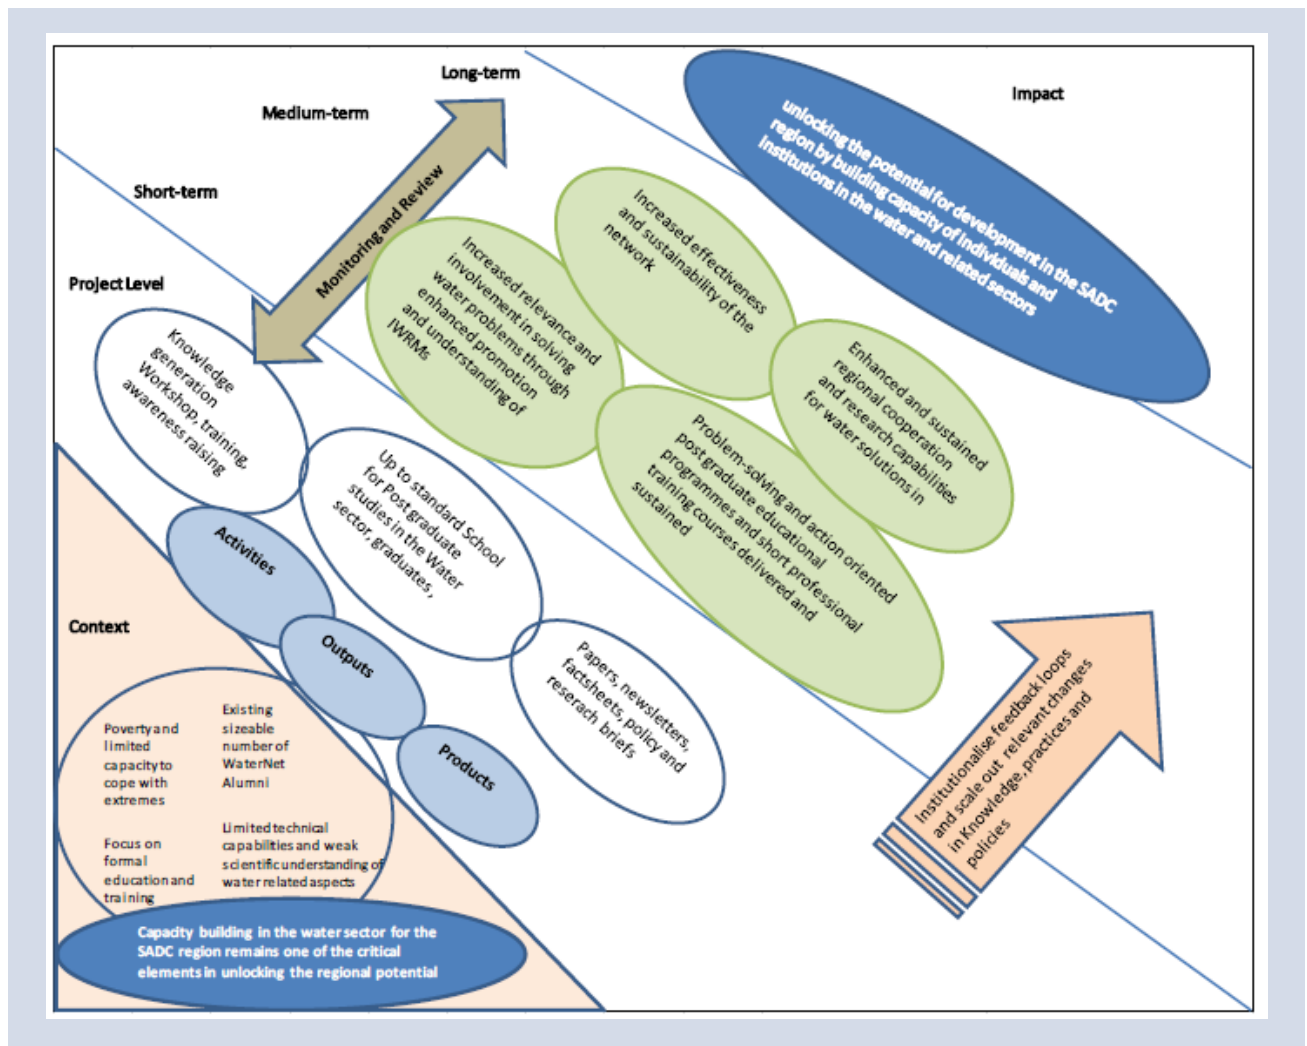 Long-term
Impact
Medium-term
Short-term
Project Level
Monitoring and Review
unlocking the potential for development in the SADC
region by building capacity of individuals and
institutions in the water and related sectors
Increased effectiveness
and sustainability of the
network
Increased relevance and
involvement in solving
water problems through
enhanced promotion
and understanding of
IWRMs
Enhanced and sustained
regional cooperation
and research capabilities
for water solutions in
Problem-solving and action oriented
post graduate educational
programmes and short professional
training courses delivered and
sustained
Knowledge
generation
Workshop, training,
awareness raising
Up to standard School
for Postgraduate
studies in the Water
sector, graduates,
Papers, newsletters,
factsheets, policy and
reserach briefs
Activities
Outputs
Products
Institutionalise feedback loops
and scale out relevant changes
in Knowledge, practices and
policies
Context
Poverty and
limited
capacity to
cope with
extremes
Existing
sizeable
number of
WaterNet
Alumni
Focus on
formal
education and
training
Limited technical
capabilities and weak
scientific understanding of
water related aspects
Capacity building in the water sector for the
SADC region remains one of the critical
elements in unlocking the regional potential